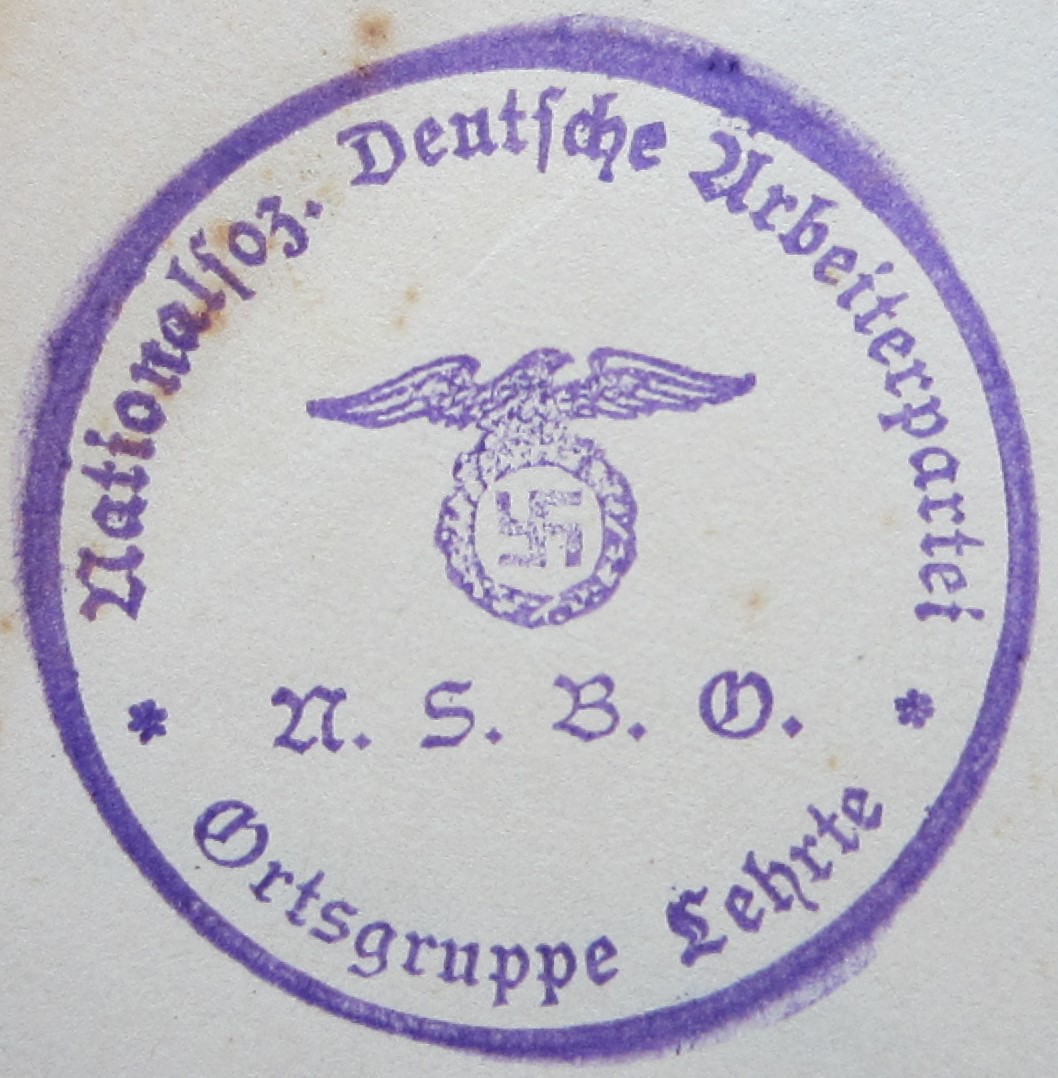 Nationalsoz. Deutsche Arbeiterpartei
N. S. B. O.
* Ortsgruppe Lehrte *